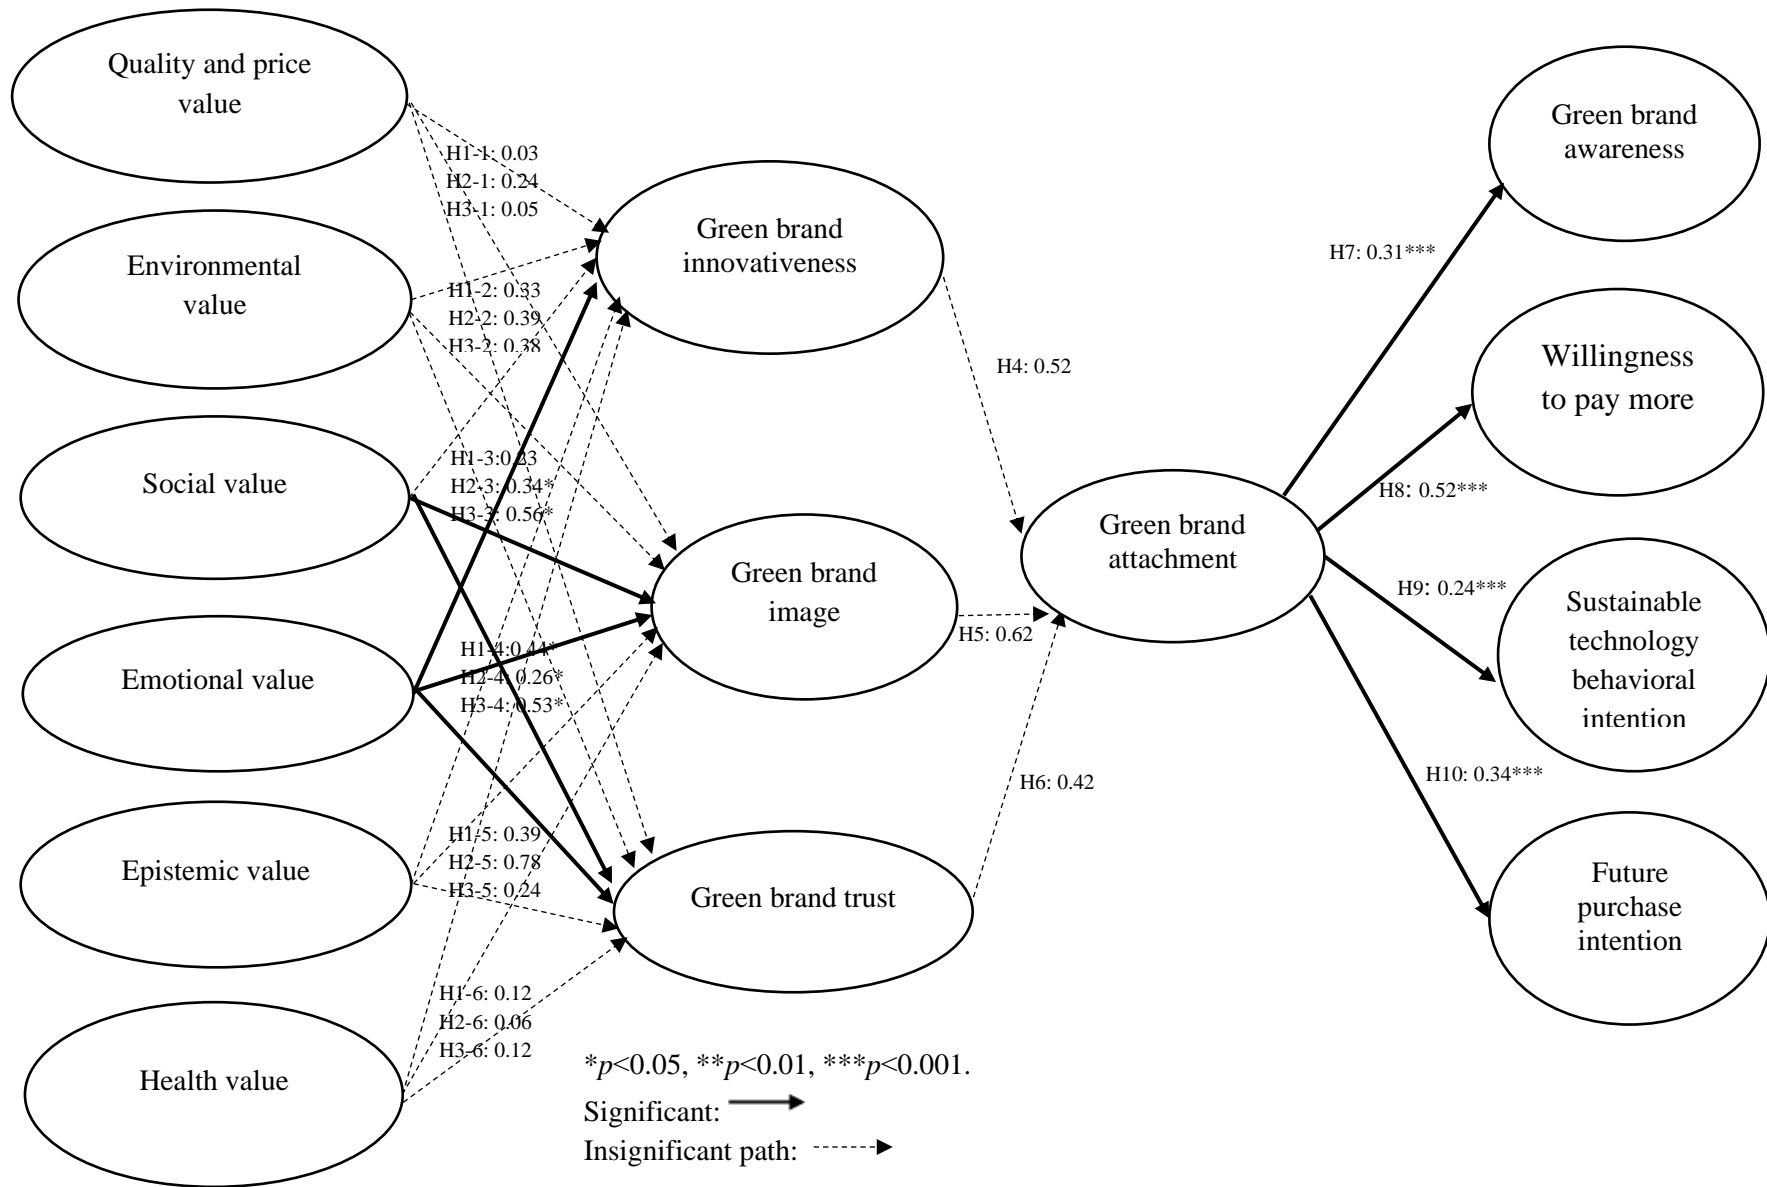 Quality and price
value
Environmental
value
Social value
Emotional value
Epistemic value
Health value
H1-1: 0.03
H2-1: 0.24
H3-1: 0.05
H1-2: 0.33
H2-2: 0.39
H3-2: 0.38
H1-3:0.23
H2-3: 0.34*
H3-3: 0.56*
H1-4:0.44*
H2-4: 0.26*
H3-4: 0.53*
H1-5: 0.39
H2-5: 0.78
H3-5: 0.24
H1-6: 0.12
H2-6: 0.06
H3-6: 0.12
Green brand
innovativeness
Green brand
image
Green brand trust
H4: 0.52
H5: 0.62
H6: 0.42
Green brand
attachment
H7: 0.31***
H8: 0.52***
H9: 0.24***
H10: 0.34***
Green brand
awareness
Willingness
to pay more
Sustainable
technology
behavioral
intention
Future
purchase
intention
*p<0.05, **p<0.01, ***p<0.001.
Significant:
Insignificant path: